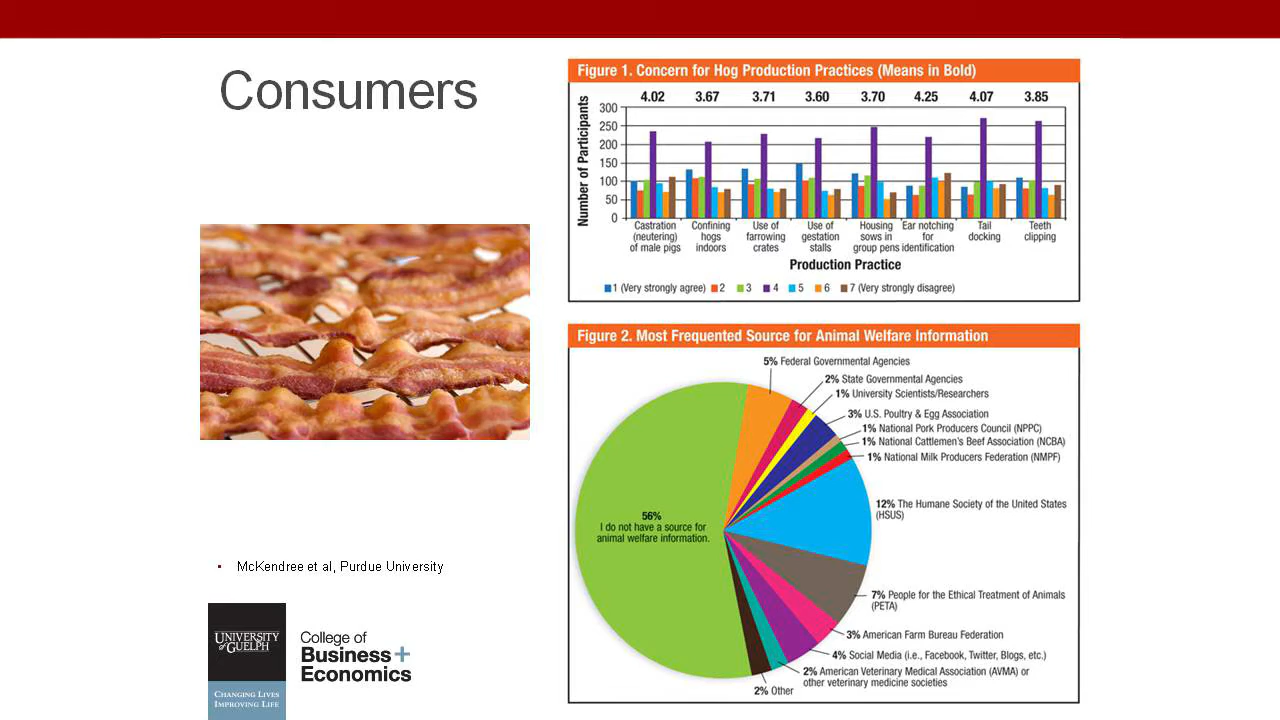 Consumers
McKendree et al, Purdue University
UNIVERSITY
of GUELPH
CHANGING LIVES
IMPROVING LIFE
College of
Business+
Economics
Figure 1. Concern for Hog Production Practices (Means in Bold)
4.02 3.67 3.71 3.60 3.70 4.25 4.07 3.85
Number of Participants
300
250
200
150
100
50
0
Castration
(neutering)
of male pigs
Confining
hogs
indoors
Use of
farrowing
crates
Use of
gestation
stalls
Housing
sows in
group pens
Ear notching
for
identification
Tail
docking
Teeth
clipping
Production Practice
1 (Very strongly agree) 2 3 4 5 6 7 (Very strongly disagree)
Figure 2. Most Frequented Source for Animal Welfare Information
5% Federal Governmental Agencies
2% State Governmental Agencies
1% University Scientists/Researchers
3% U.S. Poultry & Egg Association
1% National Pork Producers Council (NPPC)
1% National Cattlemen's Beef Association (NCBA)
1% National Milk Producers Federation (NMPF)
12% The Humane Society of the United States
(HSUS)
56%
I do not have a source for
animal welfare information.
7% People for the Ethical Treatment of Animals
(PETA)
3% American Farm Bureau Federation
4% Social Media (i.e., Facebook, Twitter, Blogs, etc.)
2% American Veterinary Medical Association (AVMA) or
other veterinary medicine societies
2% Other